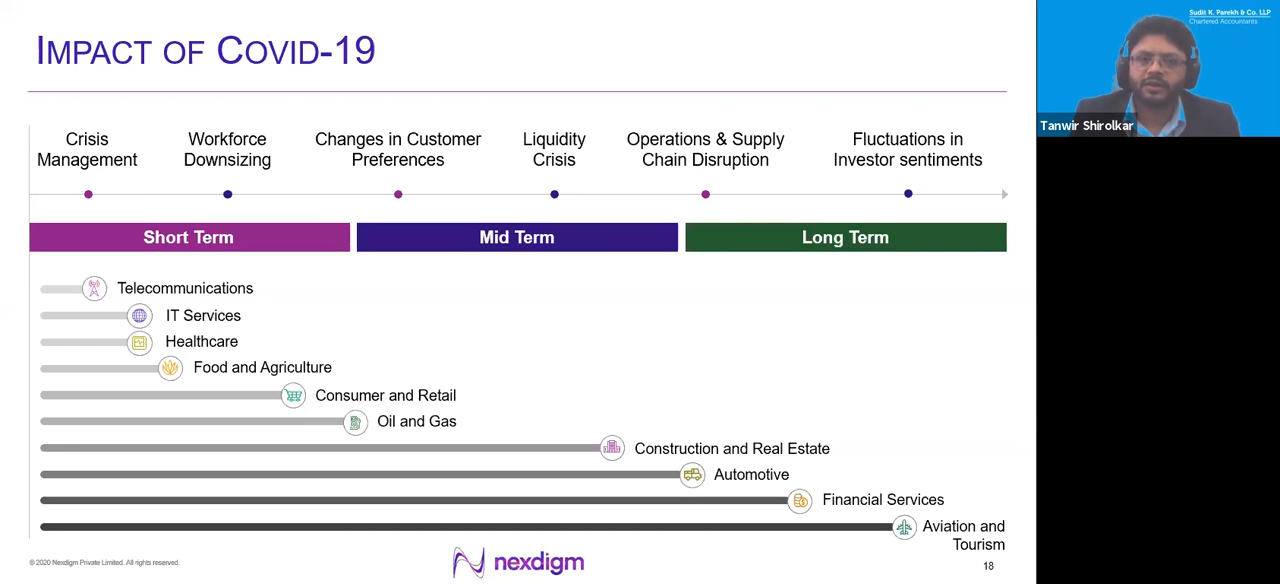 IMPACT OF COVID-19
Sudit K. Parekh & Co. LLP
Chartered Accountants
Tanwir Shirolkar
Crisis
Management
Workforce
Downsizing
Changes in Customer
Preferences
Liquidity
Crisis
Operations & Supply
Chain Disruption
Fluctuations in
Investor sentiments
Short Term
Mid Term
Long Term
Telecommunications
IT Services
Healthcare
Food and Agriculture
Consumer and Retail
Oil and Gas
Construction and Real Estate
Automotive
Financial Services
Aviation and
Tourism
© 2020 Nexdigm Private Limited. All rights reserved.
nexdigm
18